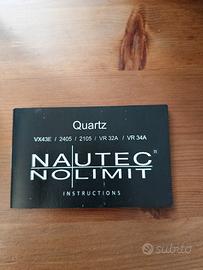 Quartz
VX43E / 2405 / 2105 / VR 32A / VR 34A
NAUTEC
NOLIMIT
INSTRUCTIONS
subito